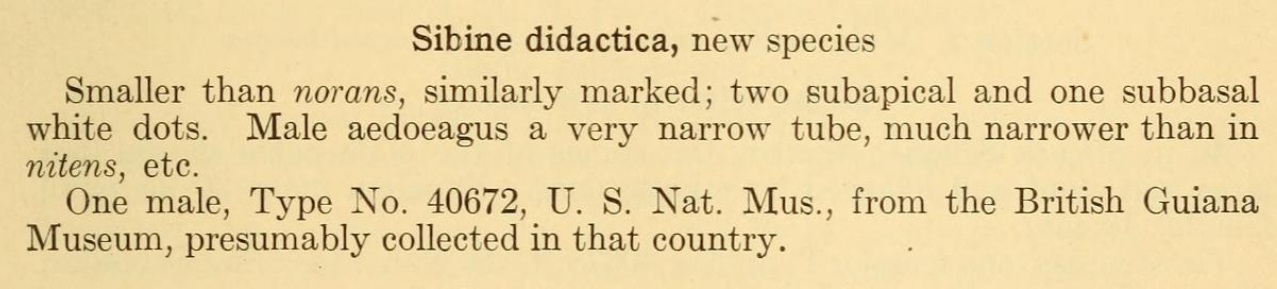 Sibine didactica, new species
Smaller than norans, similarly marked; two subapical and one subbasal
white dots. Male aedoeagus a very narrow tube, much narrower than in
nitens, etc.
One male, Type No. 40672, U. S. Nat. Mus., from the British Guiana
Museum, presumably collected in that country.